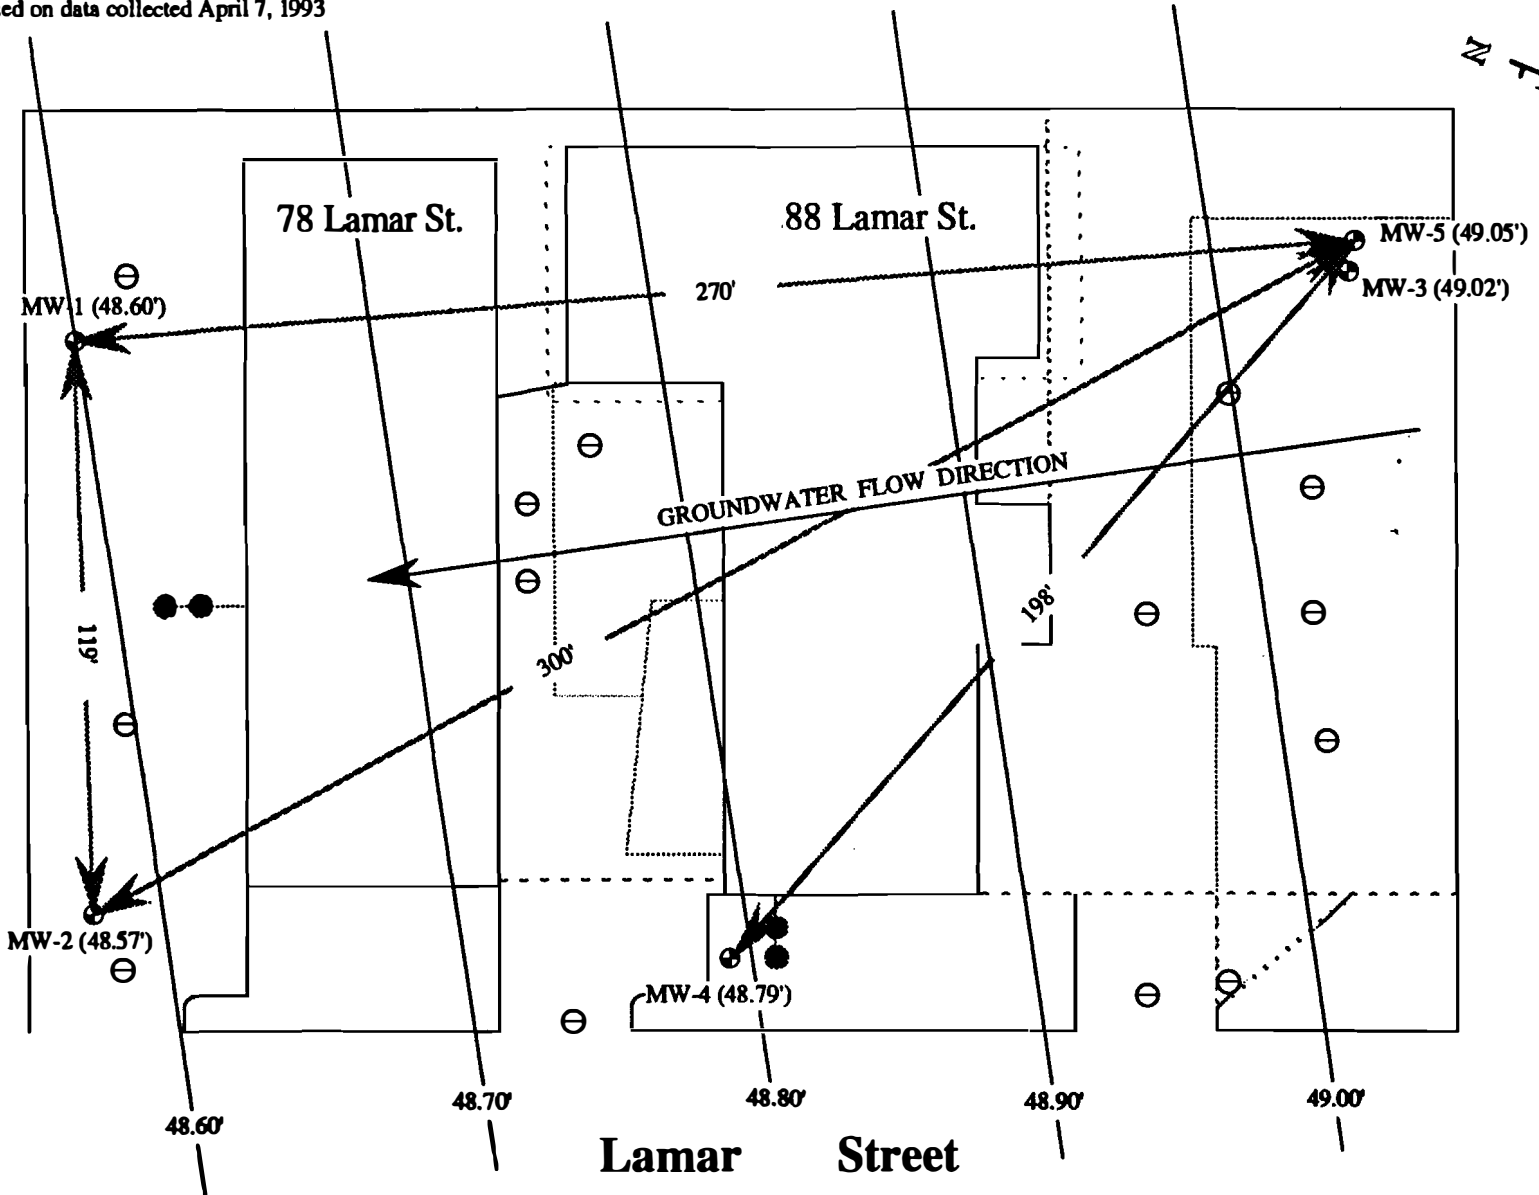 ed on data collected April 7, 1993
N
78 Lamar St.
88 Lamar St.
MW-5 (49.05')
MW-3 (49.02')
MW-1 (48.60')
270'
GROUNDWATER FLOW DIRECTION
198'
119'
300'
MW-2 (48.57')
MW-4 (48.79')
48.60'
48.70'
48.80'
48.90'
49.00'
Lamar Street